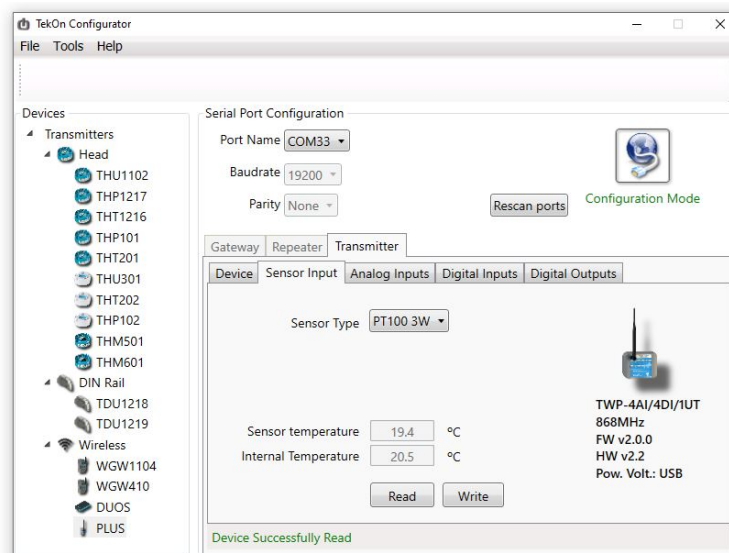 TekOn Configurator
File Tools Help
Devices
Transmitters
Head
THU1102
THP1217
THT1216
THP101
THT201
THU301
THT202
THP102
THM501
THM601
DIN Rail
TDU1218
TDU1219
Wireless
WGW1104
WGW410
DUOS
PLUS
Serial Port Configuration
Port Name COM33
Baudrate 19200
Parity None
Rescan ports
Configuration Mode
Gateway Repeater Transmitter
Device Sensor Input Analog Inputs Digital Inputs Digital Outputs
Sensor Type PT100 3W
Sensor temperature 19.4 ºC
Internal Temperature 20.5 ºC
Read Write
TWP-4AI/4DI/1UT
868MHz
FW v2.0.0
HW v2.2
Pow. Volt.: USB
Device Successfully Read